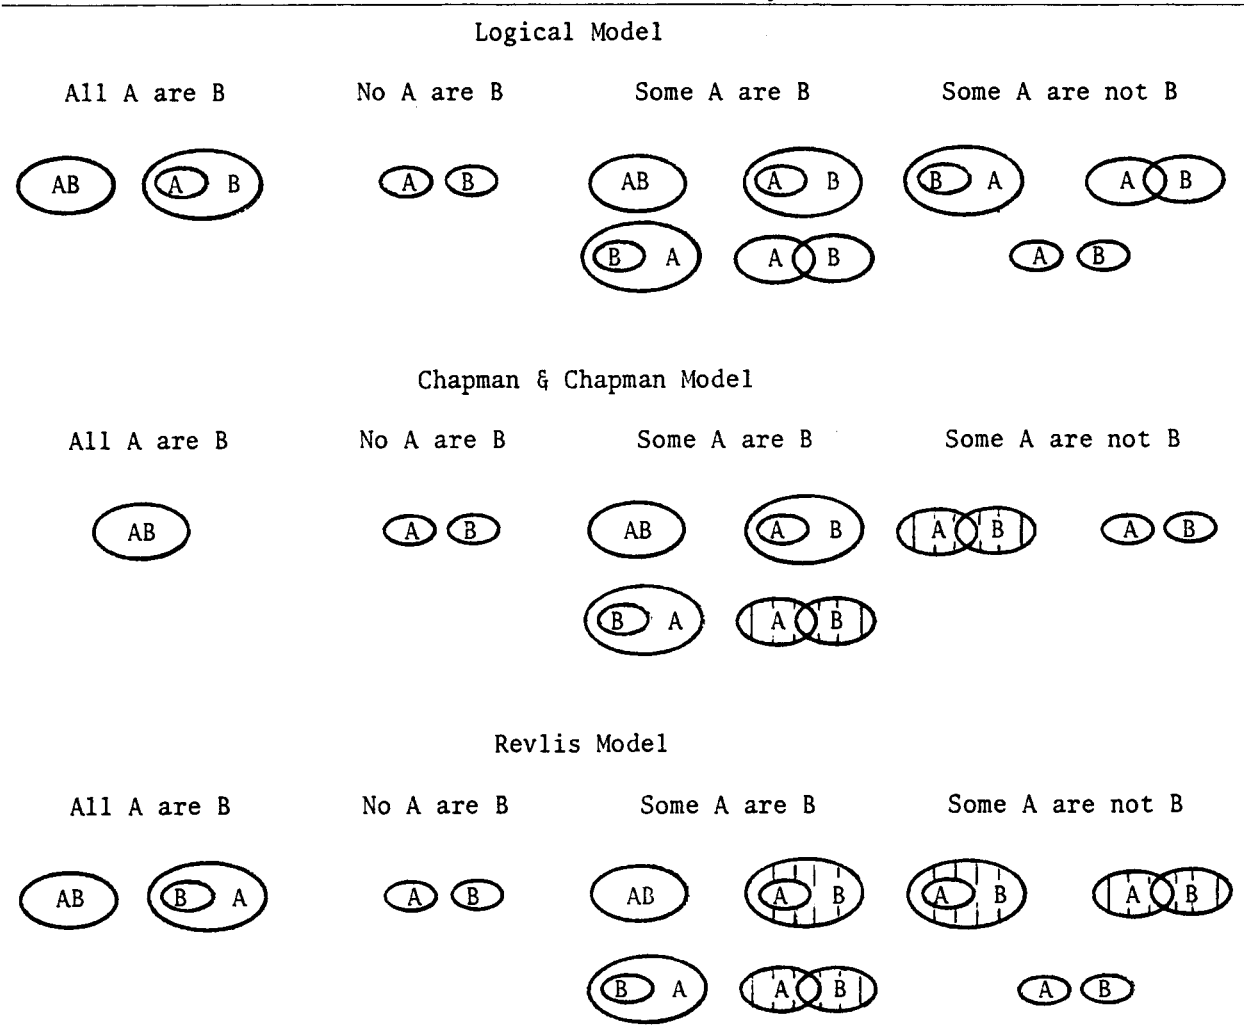 Logical Model
All A are B No A are B Some A are B Some A are not B
AB A B A B AB A B B A A B
B A A B A B
Chapman & Chapman Model
All A are B No A are B Some A are B Some A are not B
AB A B AB A B A B A B
B A A B
Revlis Model
All A are B No A are B Some A are B Some A are not B
AB B A A B AB A B A B A B
B A A B A B